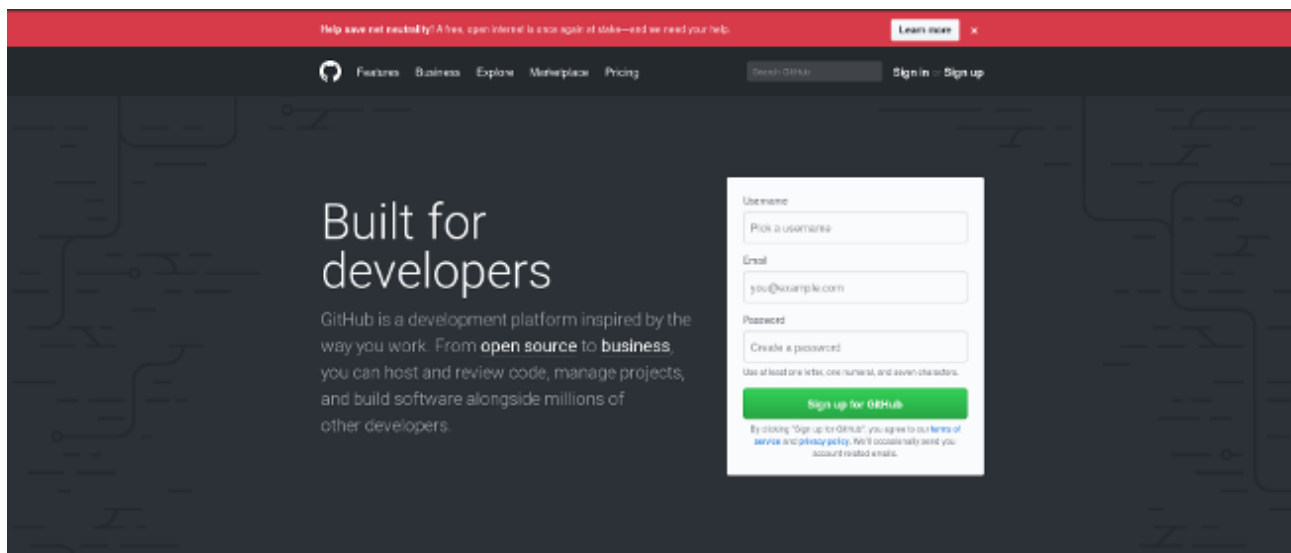 Help save net neutrality! A free, open internet is once again at stake—and we need your help.
Learn more ×
Features Business Explore Marketplace Pricing
Search GitHub
Sign in or Sign up
Built for
developers
GitHub is a development platform inspired by the
way you work. From open source to business,
you can host and review code, manage projects,
and build software alongside millions of
other developers.
Username
Pick a username
Email
you@example.com
Password
Create a password
Use at least one letter, one numeral, and seven characters.
Sign up for GitHub
By clicking "Sign up for GitHub", you agree to our terms of
service and privacy policy. We'll occasionally send you
account related emails.